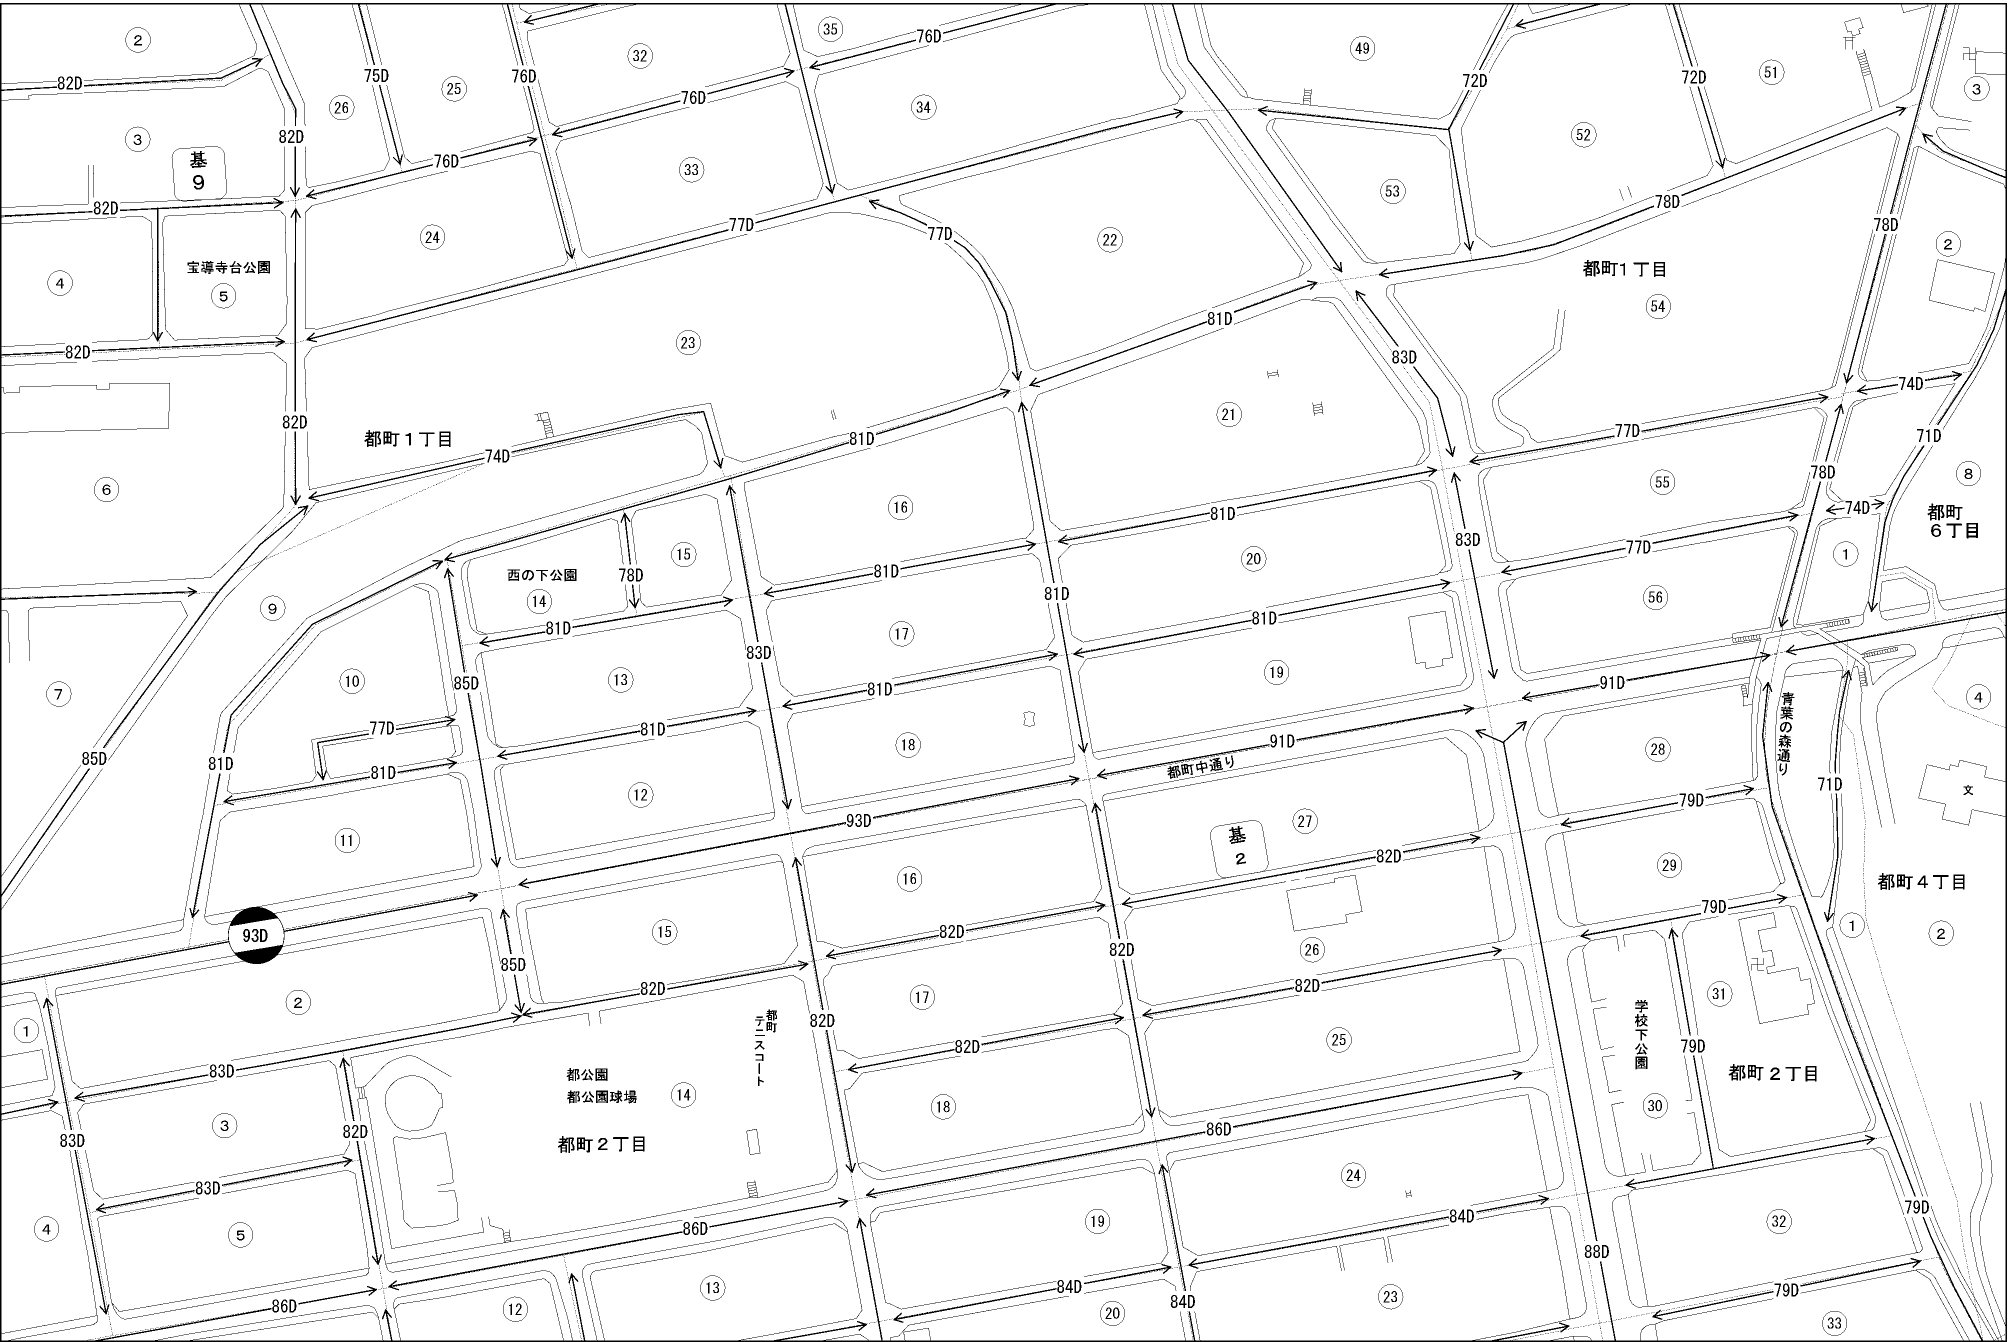 35
76D
49
2
32
51
72D
72D
82D
75D
76D
25
3
76D
26
34
82D
3
52
76D
33
基
9
53
78D
82D
77D
78D
77D
24
22
2
宝導寺台公園
都町1丁目
4
5
54
81D
23
82D
83D
74D
21
82D
都町1丁目
77D
71D
81D
74D
78D
8
6
55
16
74D
81D
都町
6丁目
83D
77D
15
1
20
西の下公園
78D
81D
14
81D
56
9
81D
81D
17
83D
19
13
85D
10
91D
81D
7
4
青葉の森通り
77D
81D
91D
18
28
85D
81D
81D
都町中通り
71D
文
12
79D
93D
27
基
2
11
82D
29
16
都町4丁目
79D
1
15
82D
93D
26
2
82D
85D
82D
82D
31
17
2
都町
テニスコート
82D
学校下公園
1
25
79D
82D
83D
都公園
都町2丁目
都公園球場
14
18
30
3
86D
82D
83D
都町2丁目
24
83D
79D
4
19
84D
32
86D
5
88D
84D
13
79D
23
84D
86D
12
20
33